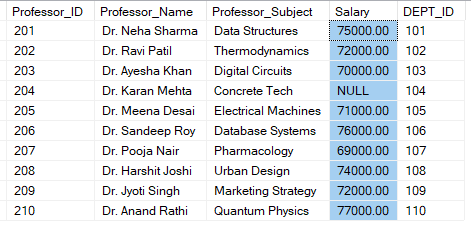 Professor_ID Professor_Name Professor_Subject Salary DEPT_ID
201 Dr. Neha Sharma Data Structures 75000.00 101
202 Dr. Ravi Patil Thermodynamics 72000.00 102
203 Dr. Ayesha Khan Digital Circuits 70000.00 103
204 Dr. Karan Mehta Concrete Tech NULL 104
205 Dr. Meena Desai Electrical Machines 71000.00 105
206 Dr. Sandeep Roy Database Systems 76000.00 106
207 Dr. Pooja Nair Pharmacology 69000.00 107
208 Dr. Harshit Joshi Urban Design 74000.00 108
209 Dr. Jyoti Singh Marketing Strategy 72000.00 109
210 Dr. Anand Rathi Quantum Physics 77000.00 110